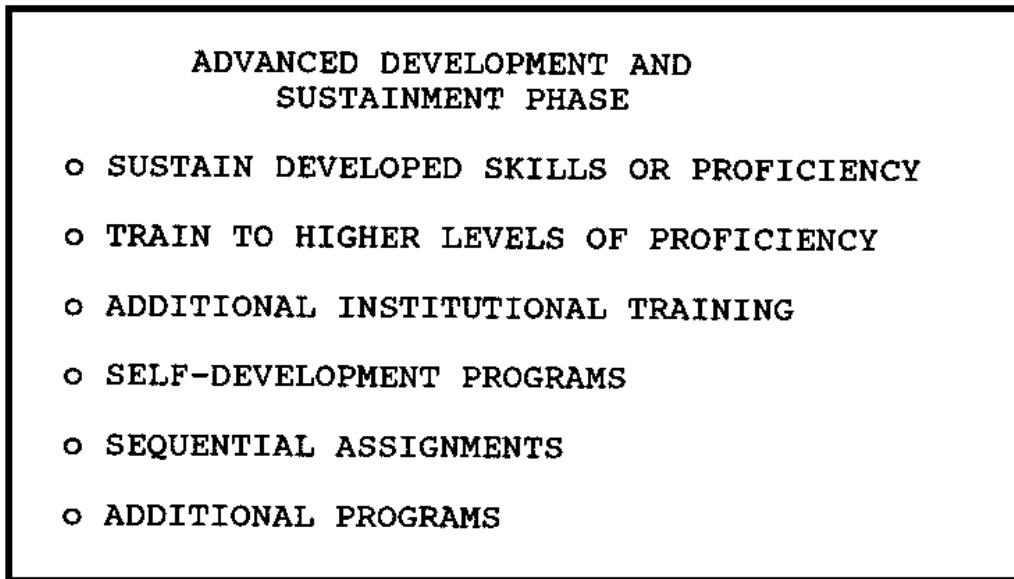 ADVANCED DEVELOPMENT AND
SUSTAINMENT PHASE
o SUSTAIN DEVELOPED SKILLS OR PROFICIENCY
o TRAIN TO HIGHER LEVELS OF PROFICIENCY
o ADDITIONAL INSTITUTIONAL TRAINING
o SELF-DEVELOPMENT PROGRAMS
o SEQUENTIAL ASSIGNMENTS
o ADDITIONAL PROGRAMS